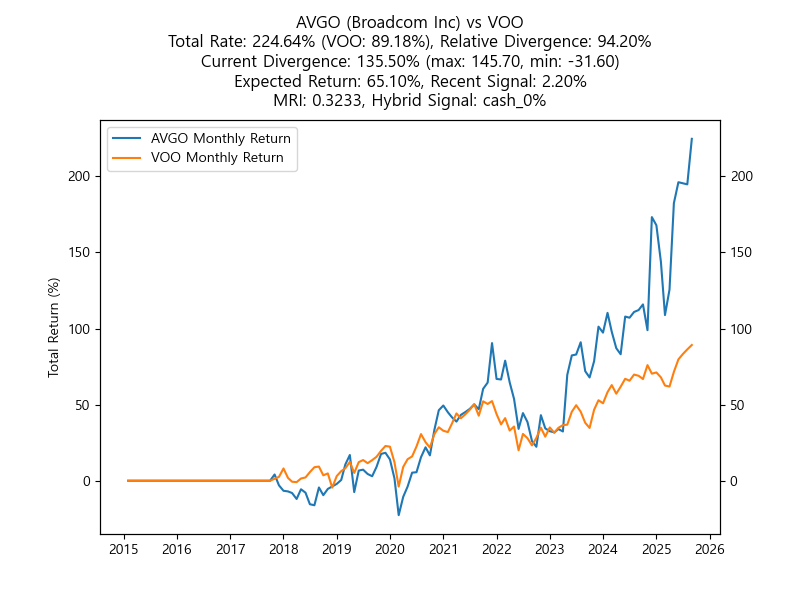 AVGO (Broadcom Inc) vs VOO
Total Rate: 224.64% (VOO: 89.18%), Relative Divergence: 94.20%
Current Divergence: 135.50% (max: 145.70, min: -31.60)
Expected Return: 65.10%, Recent Signal: 2.20%
MRI: 0.3233, Hybrid Signal: cash_0%
AVGO Monthly Return
VOO Monthly Return
Total Return (%)
200 200
150 150
100 100
50 50
0 0
2015 2016 2017 2018 2019 2020 2021 2022 2023 2024 2025 2026